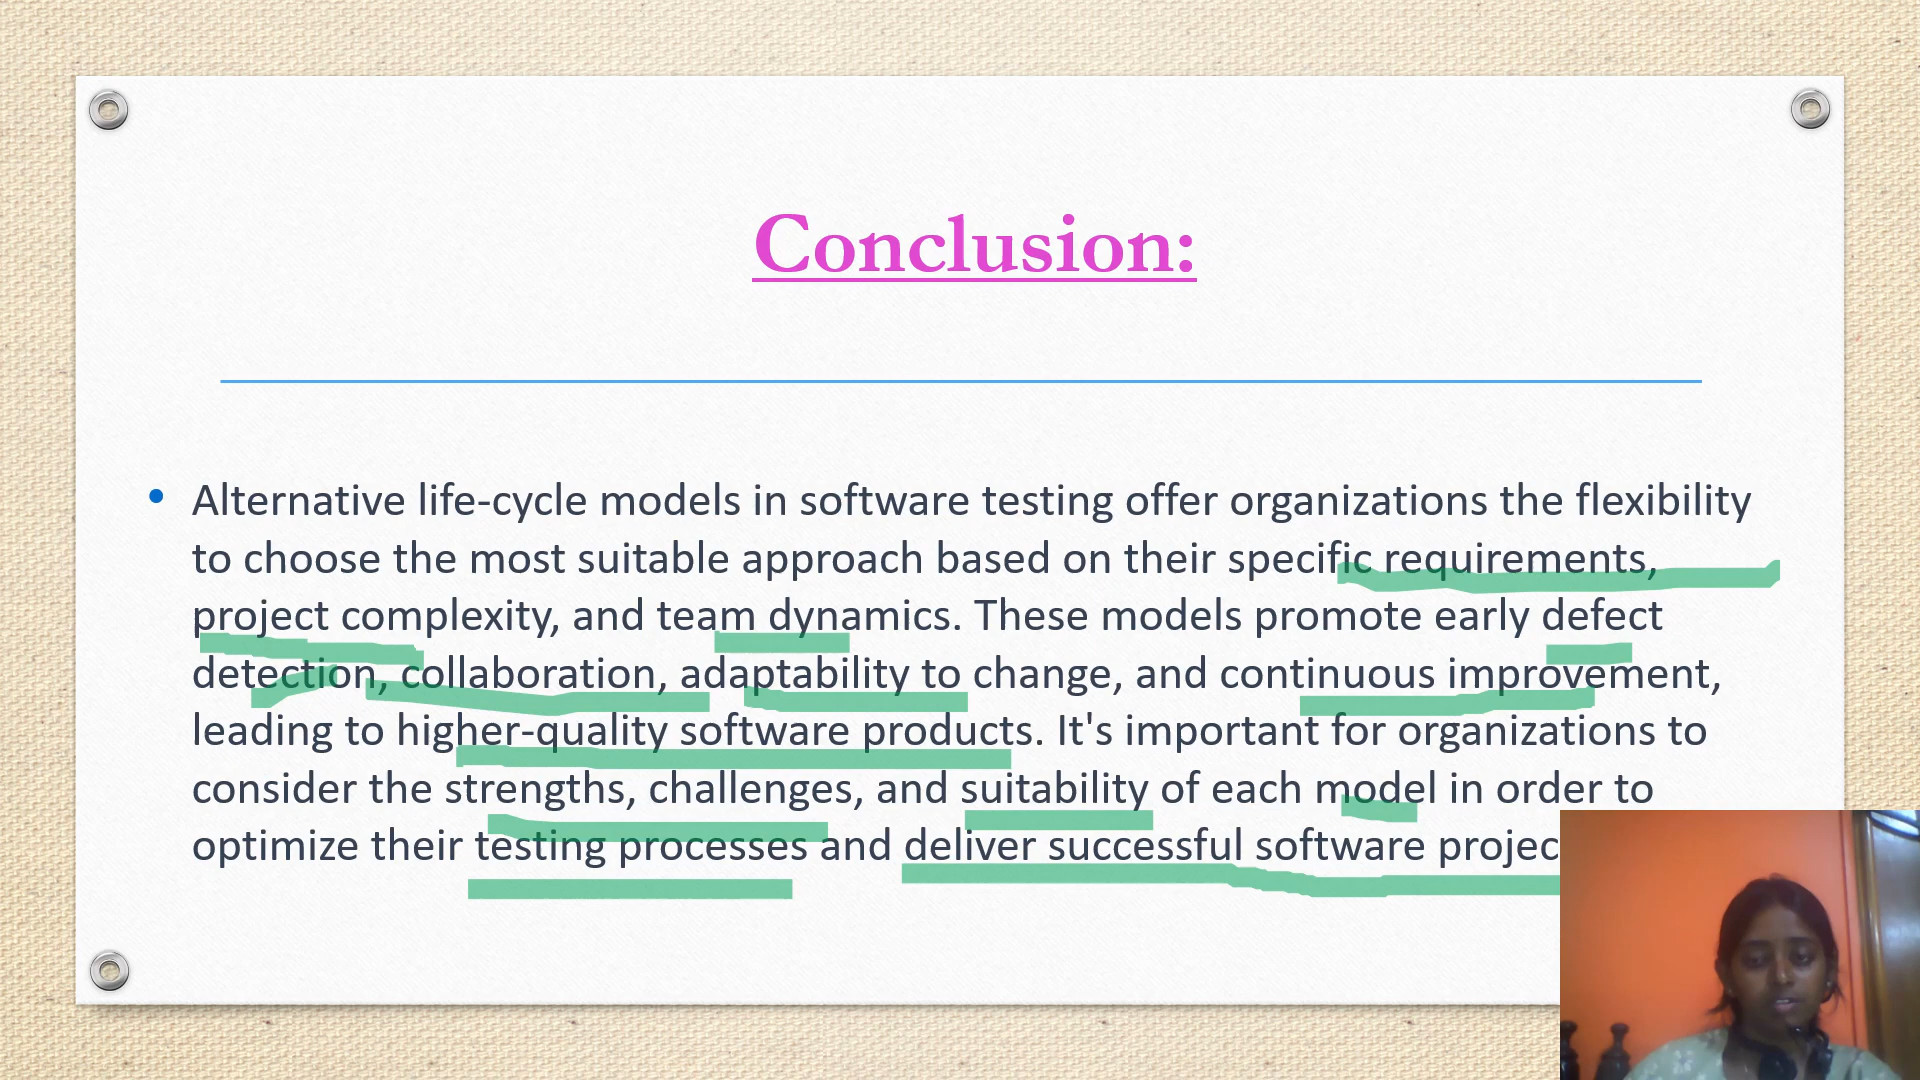 Conclusion:
• Alternative life-cycle models in software testing offer organizations the flexibility
to choose the most suitable approach based on their specific requirements,
project complexity, and team dynamics. These models promote early defect
detection, collaboration, adaptability to change, and continuous improvement,
leading to higher-quality software products. It's important for organizations to
consider the strengths, challenges, and suitability of each model in order to
optimize their testing processes and deliver successful software